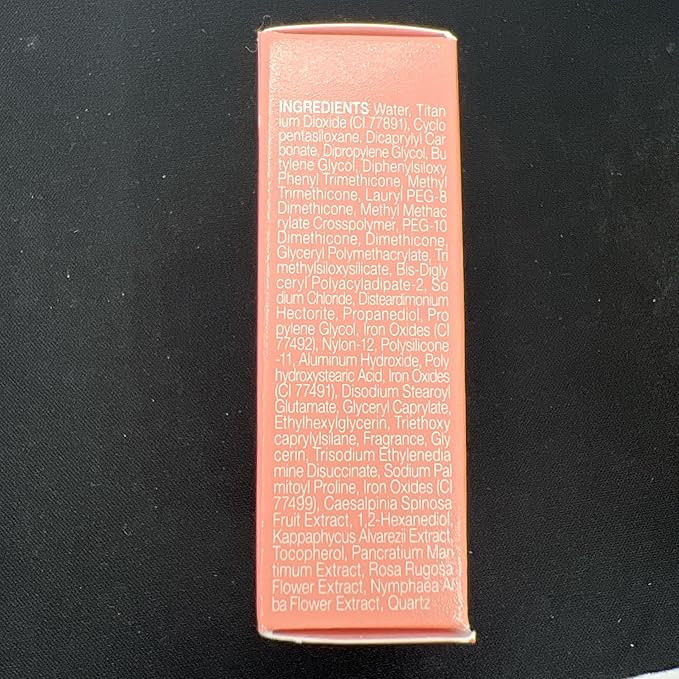 INGREDIENTS Water, Titan
ium Dioxide (CI 77891), Cyclo
pentasiloxane, Dicaprylyl Car
bonate, Dipropylene Glycol, Bu
tylene Glycol, Diphenylsiloxy
Phenyl Trimethicone, Methyl
Trimethicone, Lauryl PEG-8
Dimethicone, Methyl Methac
rylate Crosspolymer, PEG-10
Dimethicone, Dimethicone,
Glyceryl Polymethacrylate, Tri
methylsiloxysilicate, Bis-Digly
ceryl Polyacyladipate-2, So
dium Chloride, Disteardimonium
Hectorite, Propanediol, Pro
pylene Glycol, Iron Oxides (CI
77492), Nylon-12, Polysilicone
-11, Aluminum Hydroxide, Poly
hydroxystearic Acid, Iron Oxides
(CI 77491), Disodium Stearoyl
Glutamate, Glyceryl Caprylate,
Ethylhexylglycerin, Triethoxy
caprylylsilane, Fragrance, Gly
cerin, Trisodium Ethylenedia
mine Disuccinate, Sodium Pal
mitoyl Proline, Iron Oxides (CI
77499), Caesalpinia Spinosa
Fruit Extract, 1,2-Hexanediol,
Kappaphycus Alvarezii Extract,
Tocopherol, Pancratium Mari
timum Extract, Rosa Rugosa
Flower Extract, Nymphaea Al
ba Flower Extract, Quartz